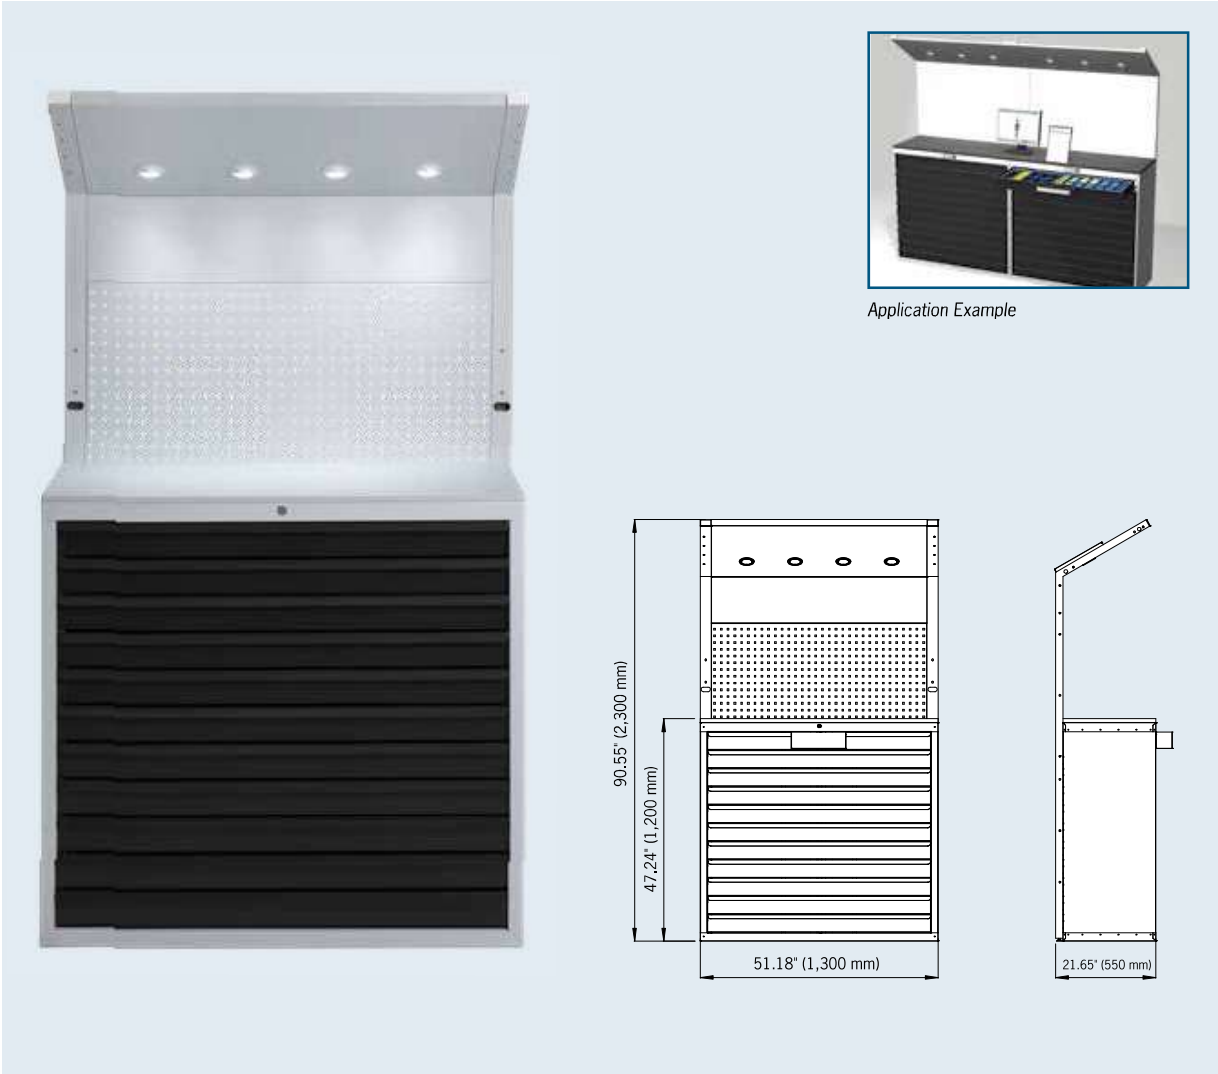 Application Example
90.55" (2,300 mm)
47.24" (1,200 mm)
51.18" (1,300 mm)
21.65" (550 mm)